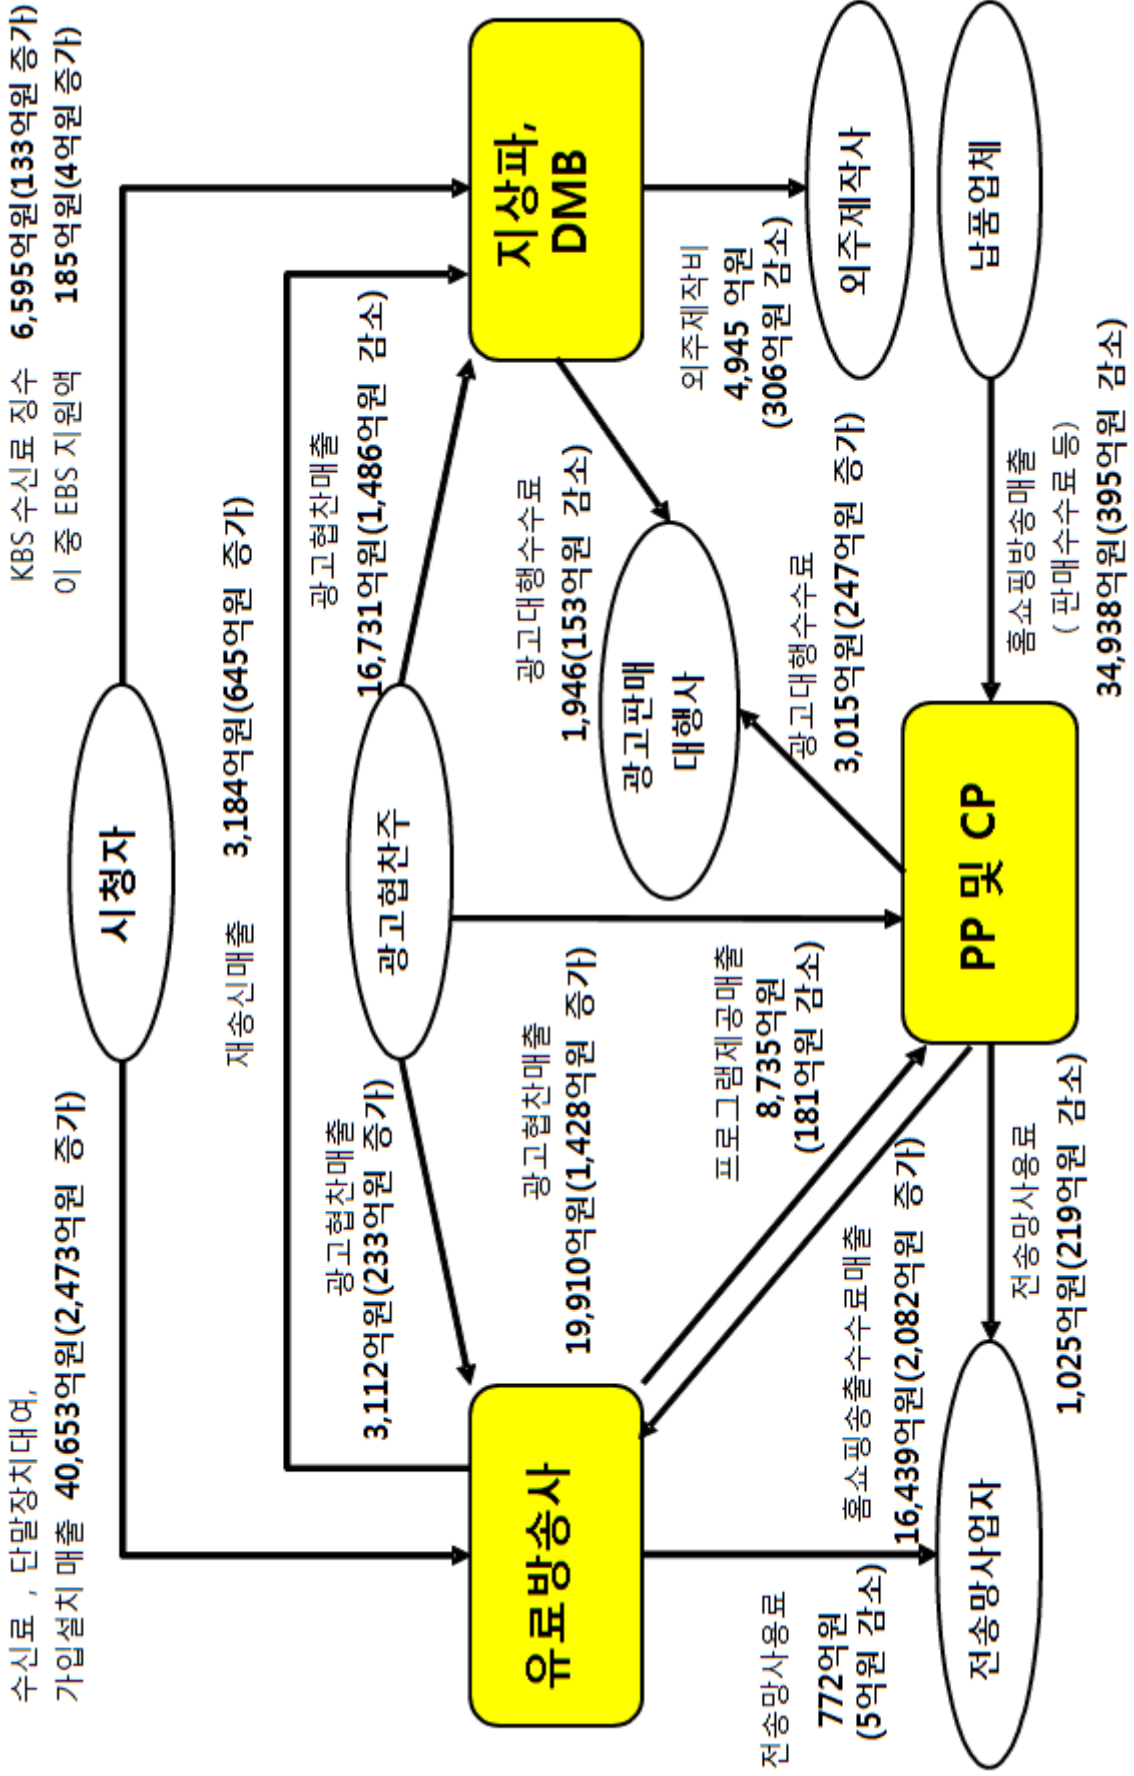 수신료 , 단말장치대여,
가입설치 매출 40,653억원(2,473억원 증가)
KBS 수신료 징수 6,595억원(133억원 증가)
이 중 EBS 지원액 185억원(4억원 증가)
시청자
재송신매출 3,184억원(645억원 증가)
광고협찬매출
3,112억원(233억원 증가)
광고협찬주
광고협찬매출
16,731억원(1,486억원 감소)
유료방송사
지상파,
DMB
광고협찬매출
19,910억원(1,428억원 증가)
광고대행수수료
1,946(153억원 감소)
광고판매
대행사
외주제작비
4,945 억원
(306억원 감소)
프로그램제공매출
8,735억원
(181억원 감소)
광고대행수수료
3,015억원(247억원 증가)
전송망사용료
772억원
(5억원 감소)
홈쇼핑송출수수료매출
16,439억원(2,082억원 증가)
외주제작사
전송망사업자
PP 및 CP
납품업체
전송망사용료
1,025억원(219억원 감소)
홈쇼핑방송매출
( 판매수수료 등)
34,938억원(395억원 감소)